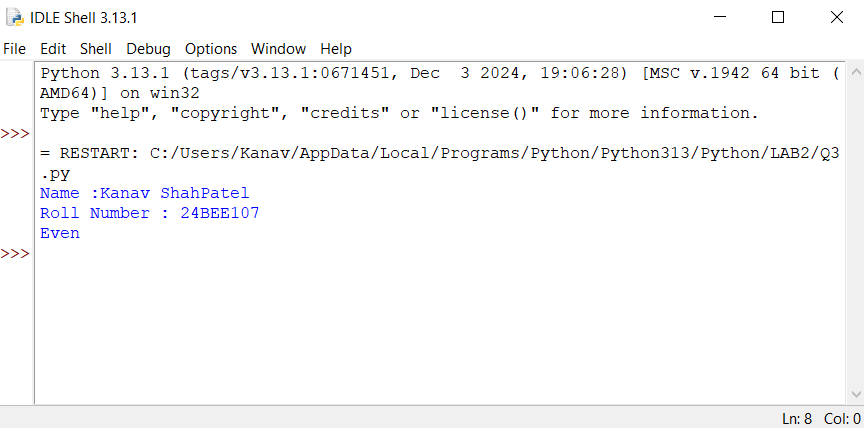 IDLE Shell 3.13.1
File Edit Shell Debug Options Window Help
Python 3.13.1 (tags/v3.13.1:0671451, Dec  3 2024, 19:06:28) [MSC v.1942 64 bit (
AMD64)] on win32
Type "help", "copyright", "credits" or "license()" for more information.
>>>
= RESTART: C:/Users/Kanav/AppData/Local/Programs/Python/Python313/Python/LAB2/Q3
.py
Name :Kanav ShahPatel
Roll Number : 24BEE107
Even
>>>
Ln: 8 Col: 0